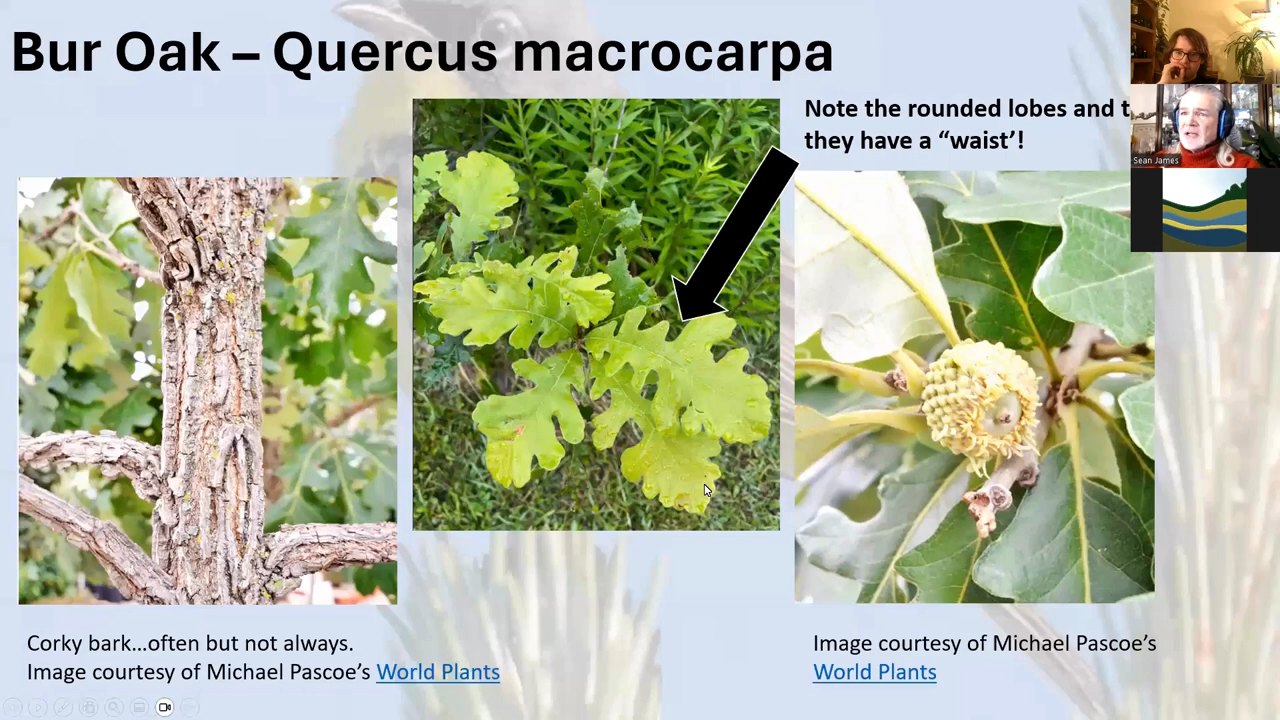 Bur Oak – Quercus macrocarpa
Note the rounded lobes and t
they have a “waist’!
Sean James
Corky bark…often but not always.
Image courtesy of Michael Pascoe’s World Plants
Image courtesy of Michael Pascoe’s
World Plants